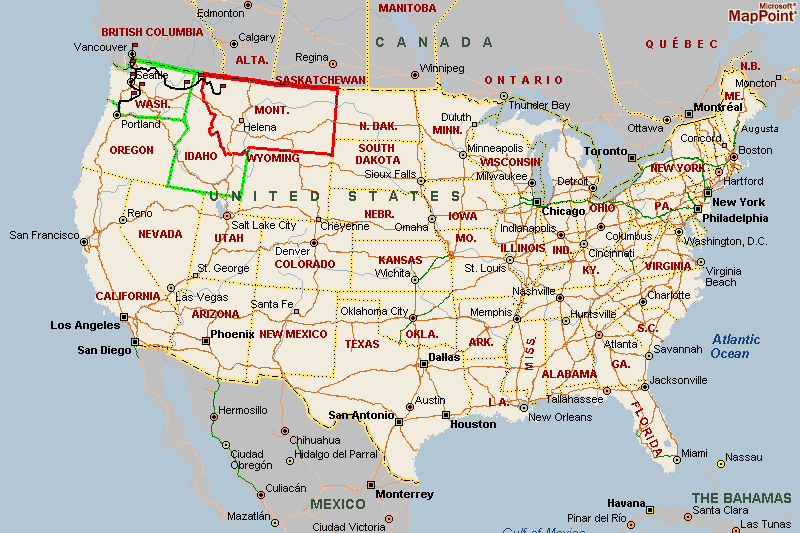 MANITOBA
Microsoft®
MapPoint®
Edmonton
BRITISH COLUMBIA
Calgary
CANADA
QUÉBEC
Vancouver
ALTA.
Regina
Winnipeg
N.B.
Seattle
SASKATCHEWAN
ONTARIO
Moncton
WASH.
MONT.
Thunder Bay
ME.
Montréal
Portland
Helena
N. DAK.
Duluth
MINN.
Ottawa
Augusta
OREGON
IDAHO
WYOMING
SOUTH
DAKOTA
Minneapolis
WISCONSIN
Toronto
Concord
Boston
Sioux Falls
Milwaukee
Detroit
NEW YORK
Hartford
UNITED STATES
Chicago
New York
Reno
NEBR.
IOWA
OHIO
PA.
Philadelphia
San Francisco
NEVADA
UTAH
Salt Lake City
Cheyenne
Omaha
MO.
Indianapolis
Columbus
Washington, D.C.
Denver
COLORADO
KANSAS
ILLINOIS
IND.
Cincinnati
St. George
Wichita
St. Louis
KY.
VIRGINIA
Virginia
Beach
CALIFORNIA
Las Vegas
Santa Fe
Nashville
Charlotte
Los Angeles
ARIZONA
Oklahoma City
Memphis
Huntsville
San Diego
Phoenix
NEW MEXICO
TEXAS
OKLA.
ARK.
MISS.
S.C.
Atlanta
Atlantic
Ocean
Dallas
ALABAMA
GA.
Savannah
Hermosillo
Austin
LA.
Tallahassee
Jacksonville
San Antonio
Houston
New Orleans
FLORIDA
Chihuahua
Ciudad
Obregón
Hidalgo del Parral
Miami
Nassau
Culiacán
Monterrey
MEXICO
Havana
THE BAHAMAS
Mazatlán
Ciudad Victoria
Pinar del Río
Santa Clara
Gulf of Mexico
Las Tunas